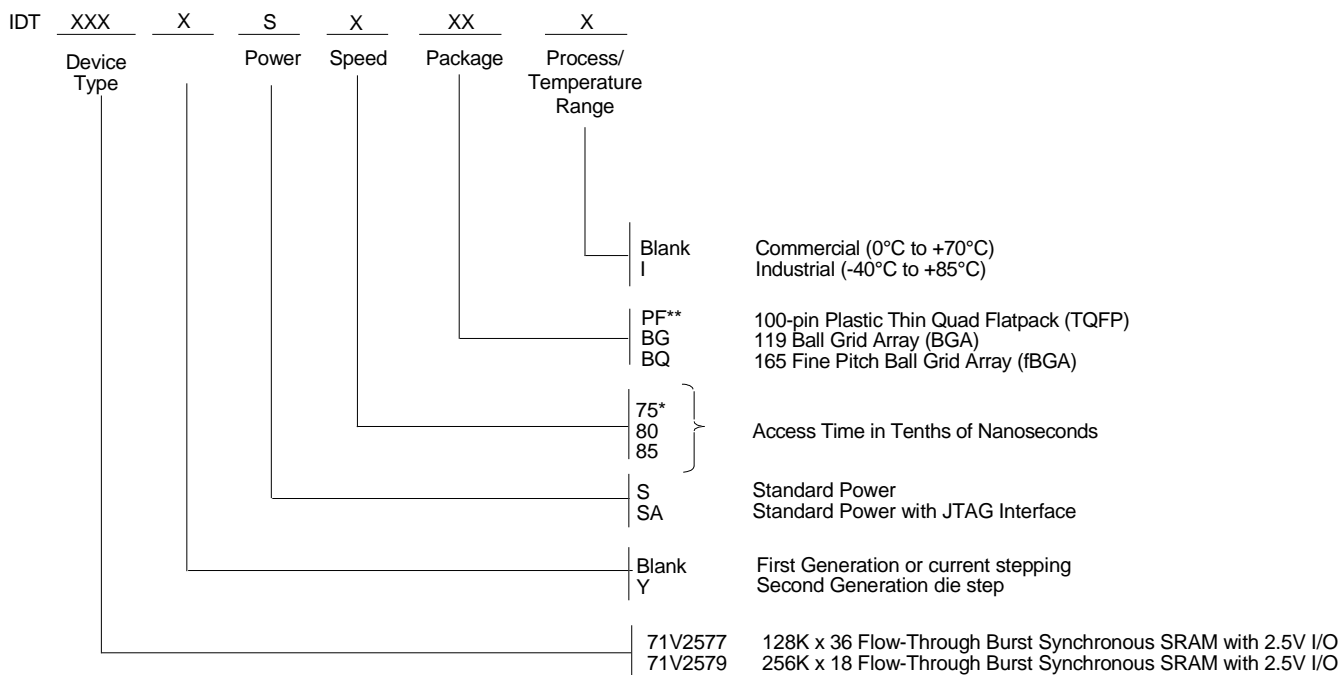 IDT XXX X S X XX X
Device Type Power Speed Package Process/ Temperature Range
Blank Commercial (0°C to +70°C)
I Industrial (-40°C to +85°C)
PF** 100-pin Plastic Thin Quad Flatpack (TQFP)
BG 119 Ball Grid Array (BGA)
BQ 165 Fine Pitch Ball Grid Array (fBGA)
75*
80 Access Time in Tenths of Nanoseconds
85
S Standard Power
SA Standard Power with JTAG Interface
Blank First Generation or current stepping
Y Second Generation die step
71V2577 128K x 36 Flow-Through Burst Synchronous SRAM with 2.5V I/O
71V2579 256K x 18 Flow-Through Burst Synchronous SRAM with 2.5V I/O